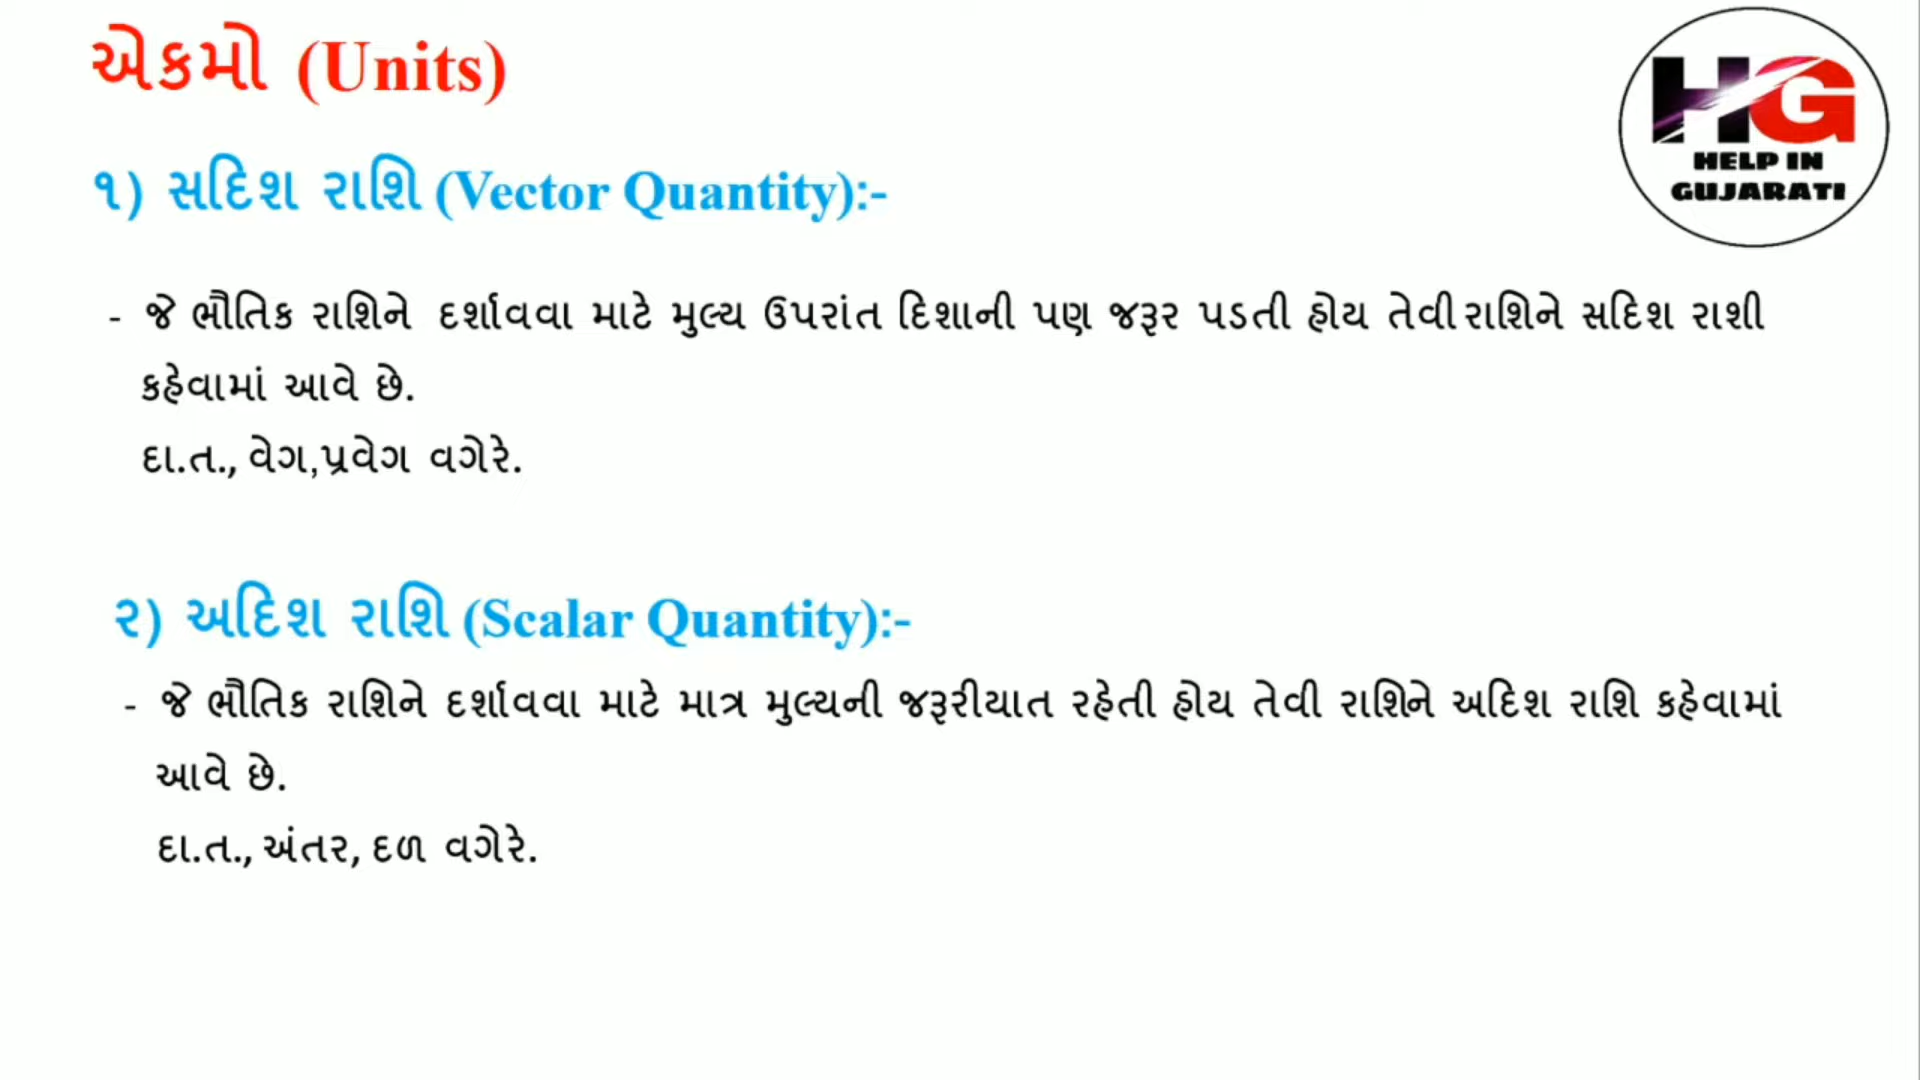 એકમો (Units)
HG
HELP IN
GUJARATI
૧) સદિશ રાશિ (Vector Quantity):-
- જે ભૌતિક રાશિને દર્શાવવા માટે મુલ્ય ઉપરાંત દિશાની પણ જરૂર પડતી હોય તેવી રાશિને સદિશ રાશી
કહેવામાં આવે છે.
દા.ત., વેગ,પ્રવેગ વગેરે.
૨) અદિશ રાશિ (Scalar Quantity):-
- જે ભૌતિક રાશિને દર્શાવવા માટે માત્ર મુલ્યની જરૂરીયાત રહેતી હોય તેવી રાશિને અદિશ રાશિ કહેવામાં
આવે છે.
દા.ત., અંતર, દળ વગેરે.